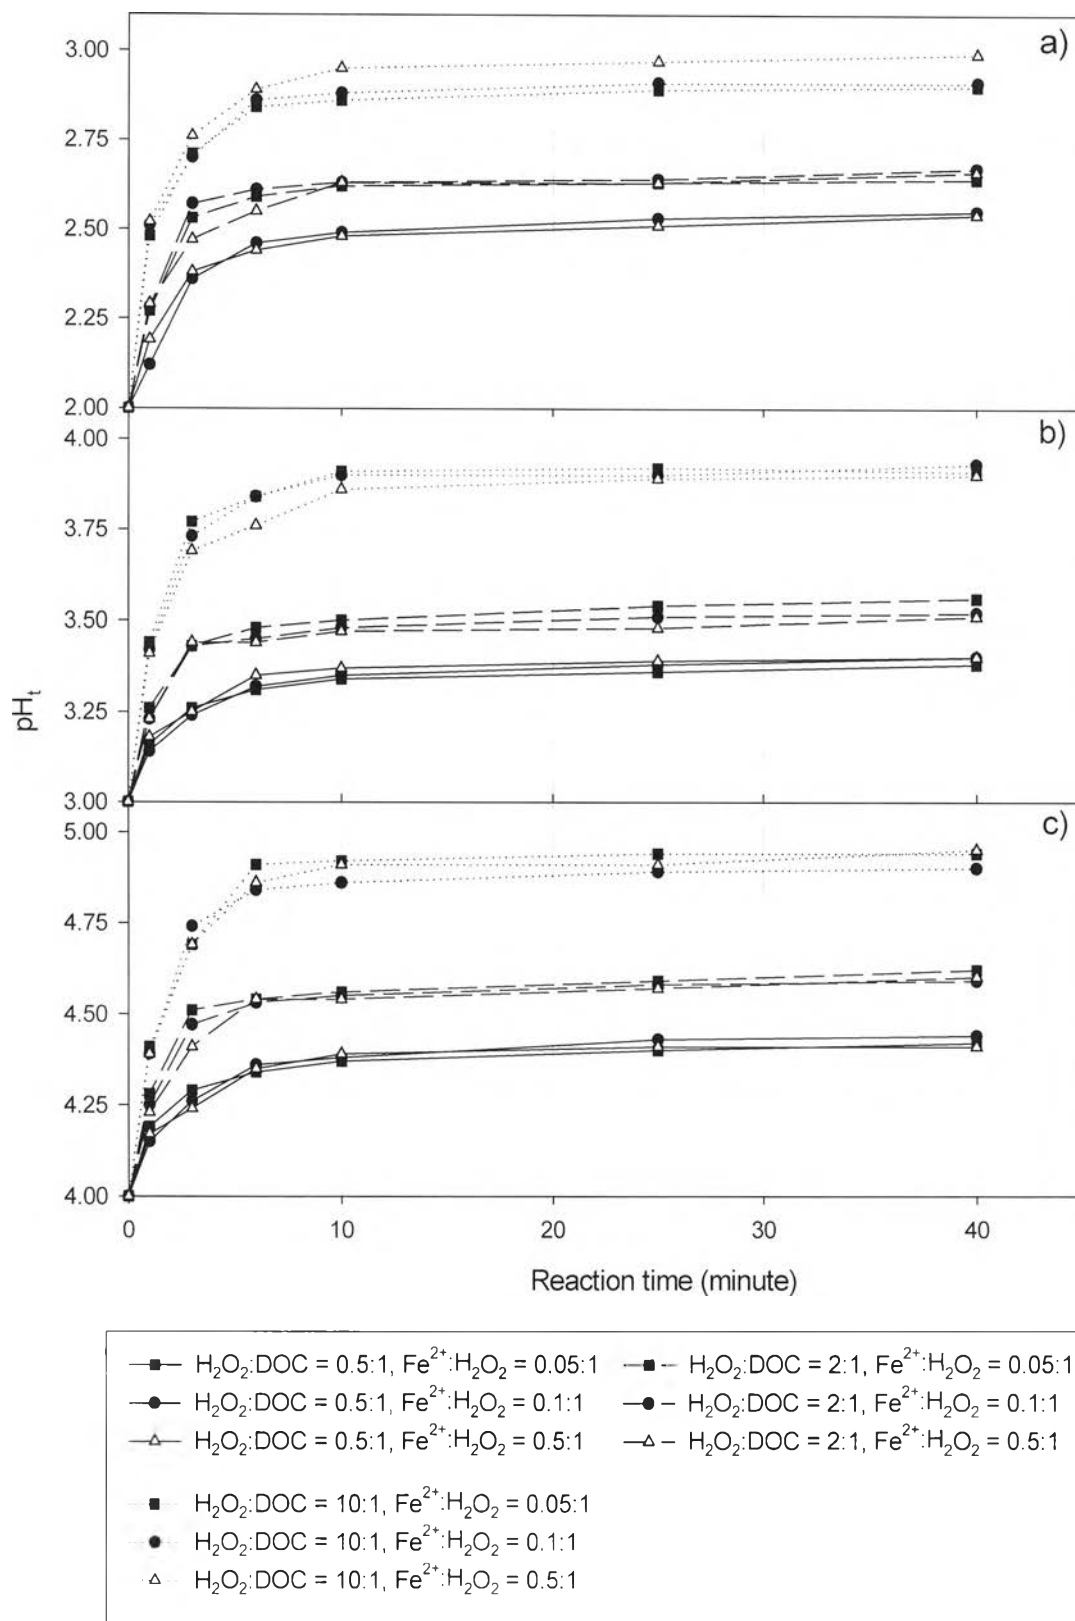 a)
3.00
2.75
2.50
2.25
2.00
b)
4.00
3.75
3.50
3.25
3.00
pHₜ
c)
5.00
4.75
4.50
4.25
4.00
0 10 20 30 40
Reaction time (minute)
H₂O₂:DOC = 0.5:1, Fe²⁺:H₂O₂ = 0.05:1
H₂O₂:DOC = 0.5:1, Fe²⁺:H₂O₂ = 0.1:1
H₂O₂:DOC = 0.5:1, Fe²⁺:H₂O₂ = 0.5:1
H₂O₂:DOC = 2:1, Fe²⁺:H₂O₂ = 0.05:1
H₂O₂:DOC = 2:1, Fe²⁺:H₂O₂ = 0.1:1
H₂O₂:DOC = 2:1, Fe²⁺:H₂O₂ = 0.5:1
H₂O₂:DOC = 10:1, Fe²⁺:H₂O₂ = 0.05:1
H₂O₂:DOC = 10:1, Fe²⁺:H₂O₂ = 0.1:1
H₂O₂:DOC = 10:1, Fe²⁺:H₂O₂ = 0.5:1